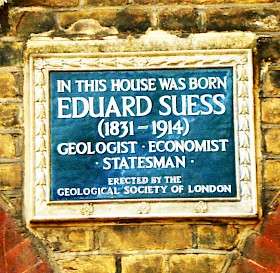 IN THIS HOUSE WAS BORN
EDUARD SUESS
(1831 – 1914)
GEOLOGIST · ECONOMIST
· STATESMAN ·
ERECTED BY THE
GEOLOGICAL SOCIETY OF LONDON